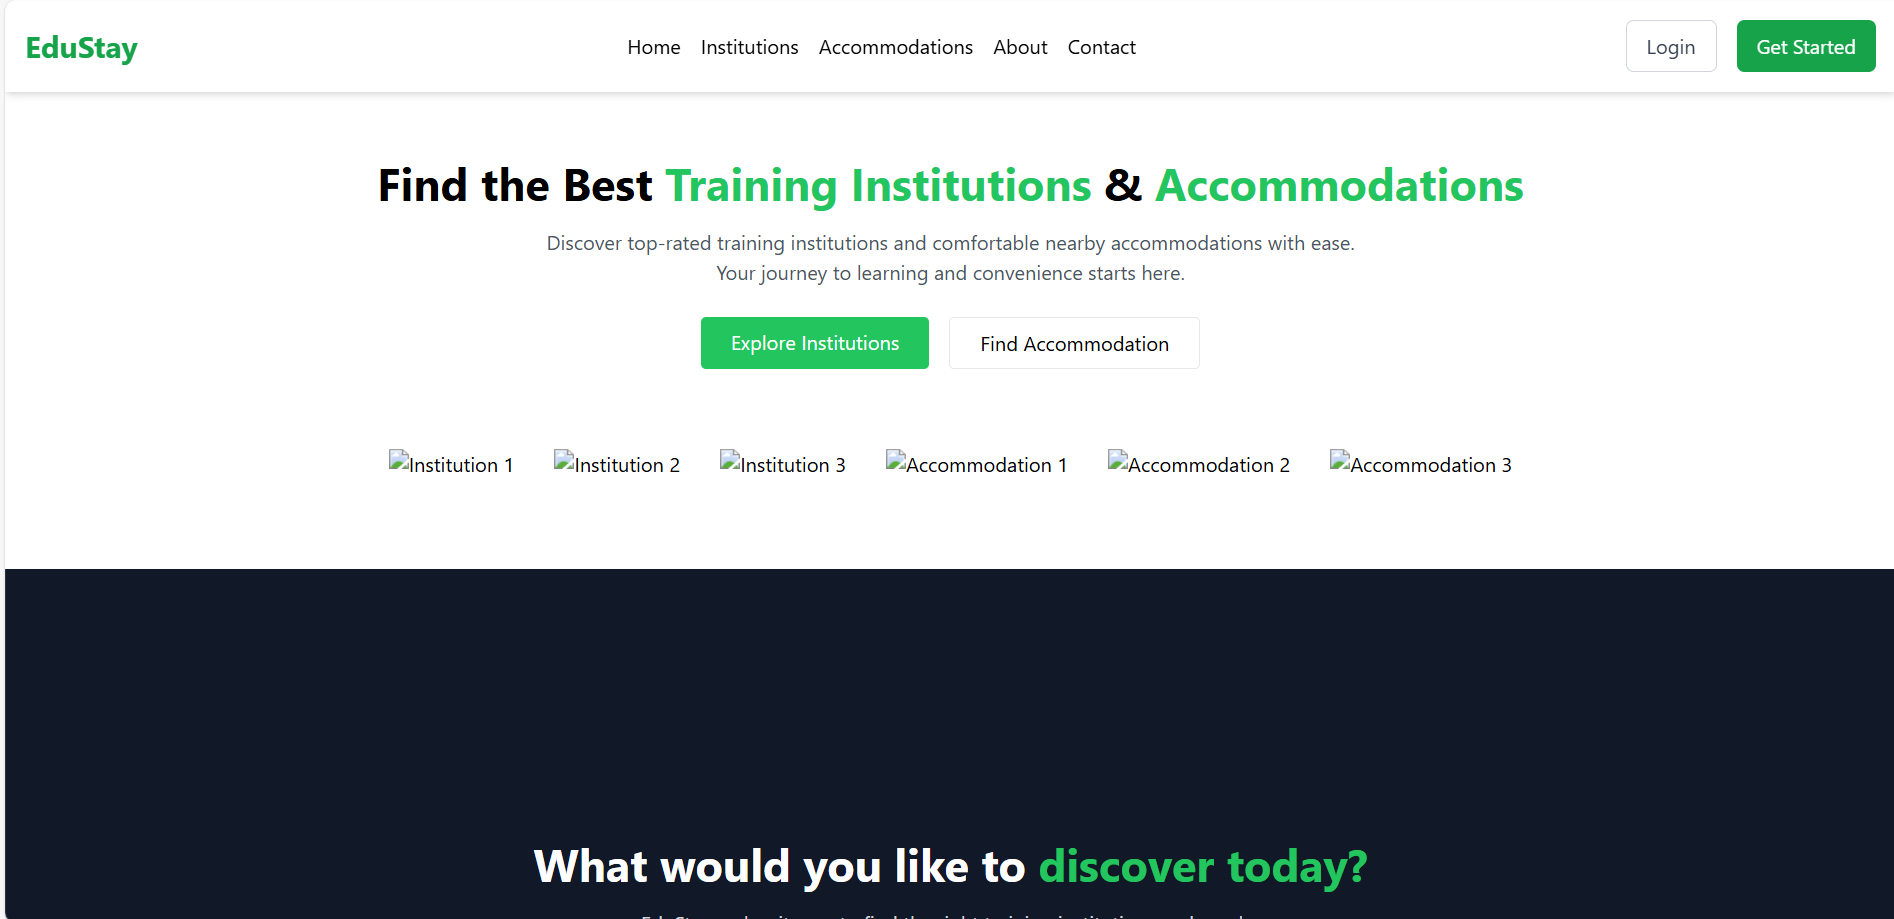 EduStay
Home Institutions Accommodations About Contact
Login
Get Started
Find the Best Training Institutions & Accommodations
Discover top-rated training institutions and comfortable nearby accommodations with ease.
Your journey to learning and convenience starts here.
Explore Institutions
Find Accommodation
Institution 1
Institution 2
Institution 3
Accommodation 1
Accommodation 2
Accommodation 3
What would you like to discover today?